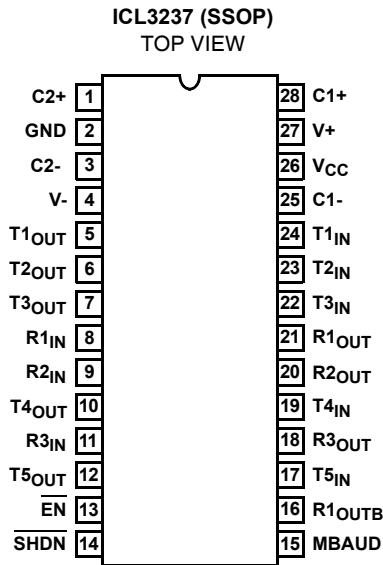 ICL3237 (SSOP)
TOP VIEW
C2+ 1 28 C1+
GND 2 27 V+
C2- 3 26 VCC
V- 4 25 C1-
T1OUT 5 24 T1IN
T2OUT 6 23 T2IN
T3OUT 7 22 T3IN
R1IN 8 21 R1OUT
R2IN 9 20 R2OUT
T4OUT 10 19 T4IN
R3IN 11 18 R3OUT
T5OUT 12 17 T5IN
EN 13 16 R1OUTB
SHDN 14 15 MBAUD